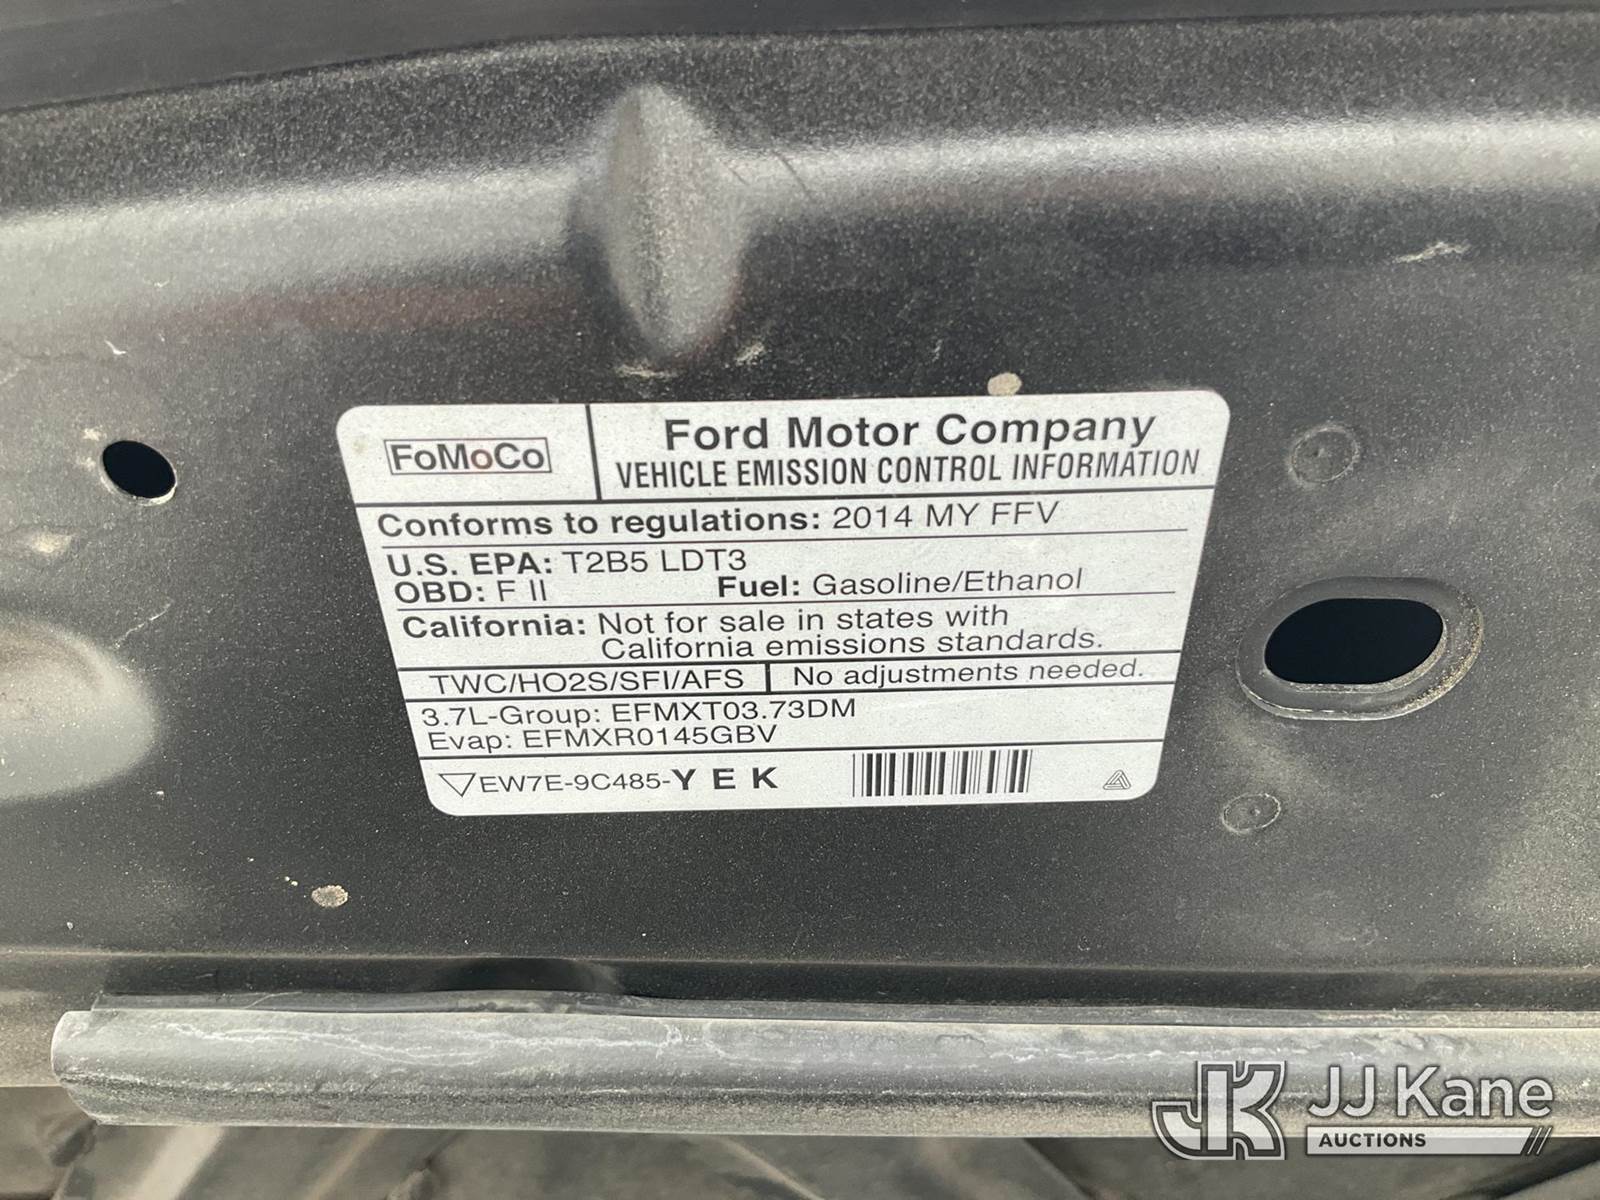 FoMoCo
Ford Motor Company
VEHICLE EMISSION CONTROL INFORMATION
Conforms to regulations: 2014 MY FFV
U.S. EPA: T2B5 LDT3
OBD: F II Fuel: Gasoline/Ethanol
California: Not for sale in states with
California emissions standards.
TWC/HO2S/SFI/AFS No adjustments needed.
3.7L-Group: EFMXT03.73DM
Evap: EFMXR0145GBV
EW7E-9C485-Y E K
JK JJ Kane
AUCTIONS